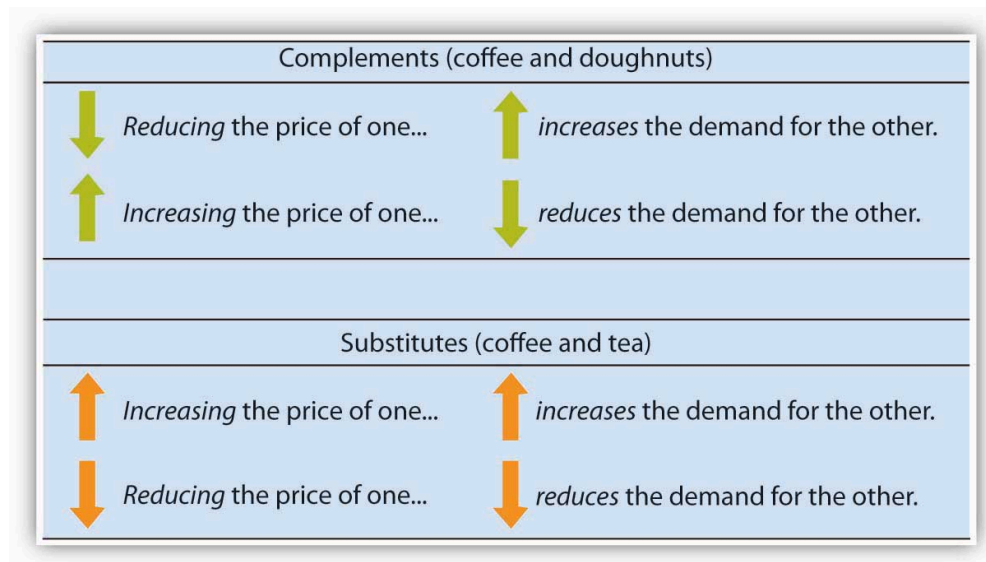 Complements (coffee and doughnuts)
Reducing the price of one... increases the demand for the other.
Increasing the price of one... reduces the demand for the other.
Substitutes (coffee and tea)
Increasing the price of one... increases the demand for the other.
Reducing the price of one... reduces the demand for the other.